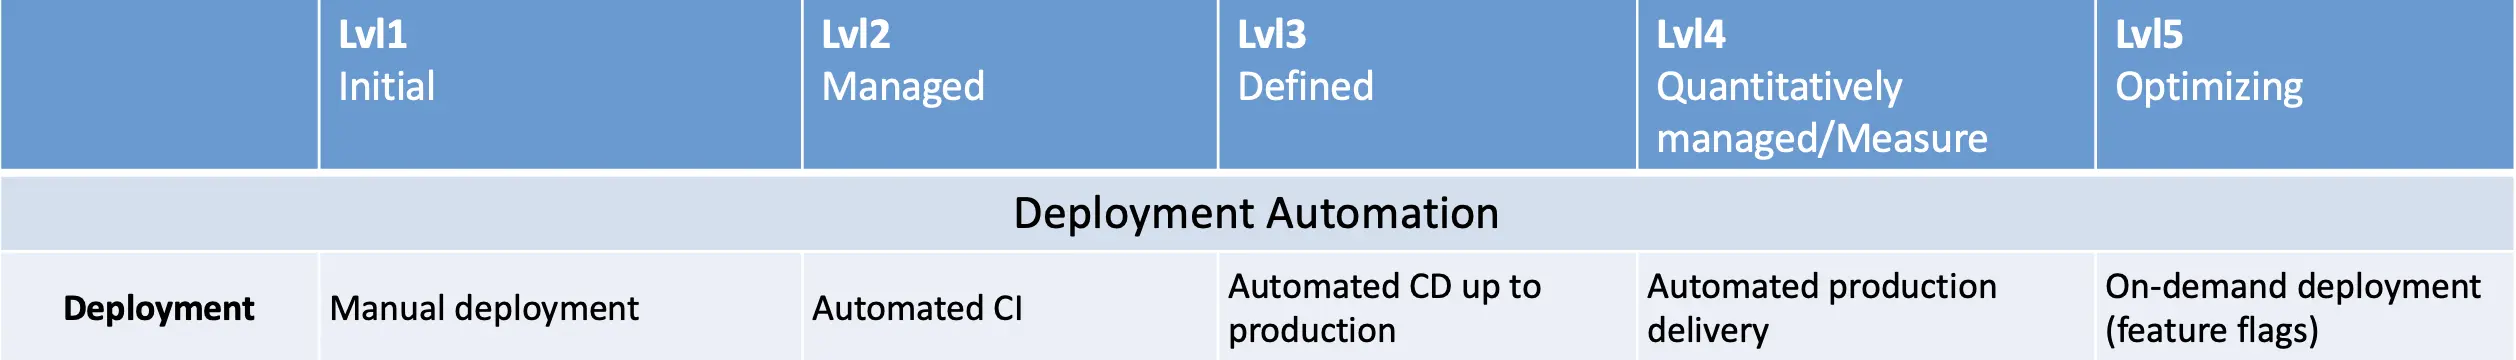 Lvl1
Initial
Lvl2
Managed
Lvl3
Defined
Lvl4
Quantitatively
managed/Measure
Lvl5
Optimizing
Deployment Automation
Deployment
Manual deployment
Automated CI
Automated CD up to
production
Automated production
delivery
On-demand deployment
(feature flags)